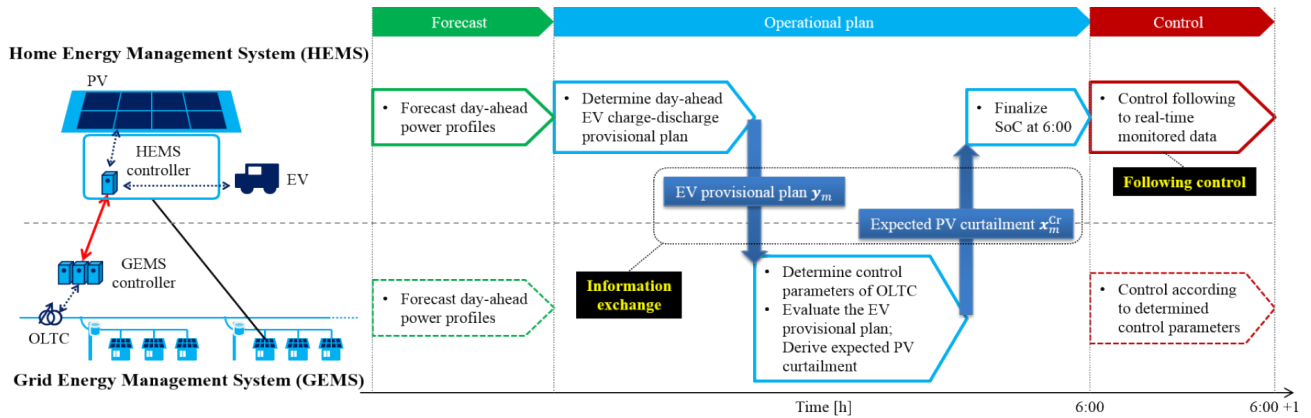 Forecast
Operational plan
Control
Home Energy Management System (HEMS)
PV
HEMS
controller
EV
GEMS
controller
OLTC
Grid Energy Management System (GEMS)
• Forecast day-ahead
power profiles
• Determine day-ahead
EV charge-discharge
provisional plan
• Finalize
SoC at 6:00
• Control following
to real-time
monitored data
Following control
EV provisional plan 𝒚ₘ
Expected PV curtailment 𝒙ₘᶜʳ
Information
exchange
• Forecast day-ahead
power profiles
• Determine control
parameters of OLTC
• Evaluate the EV
provisional plan;
Derive expected PV
curtailment
• Control according
to determined
control parameters
Time [h]
6:00
6:00 +1